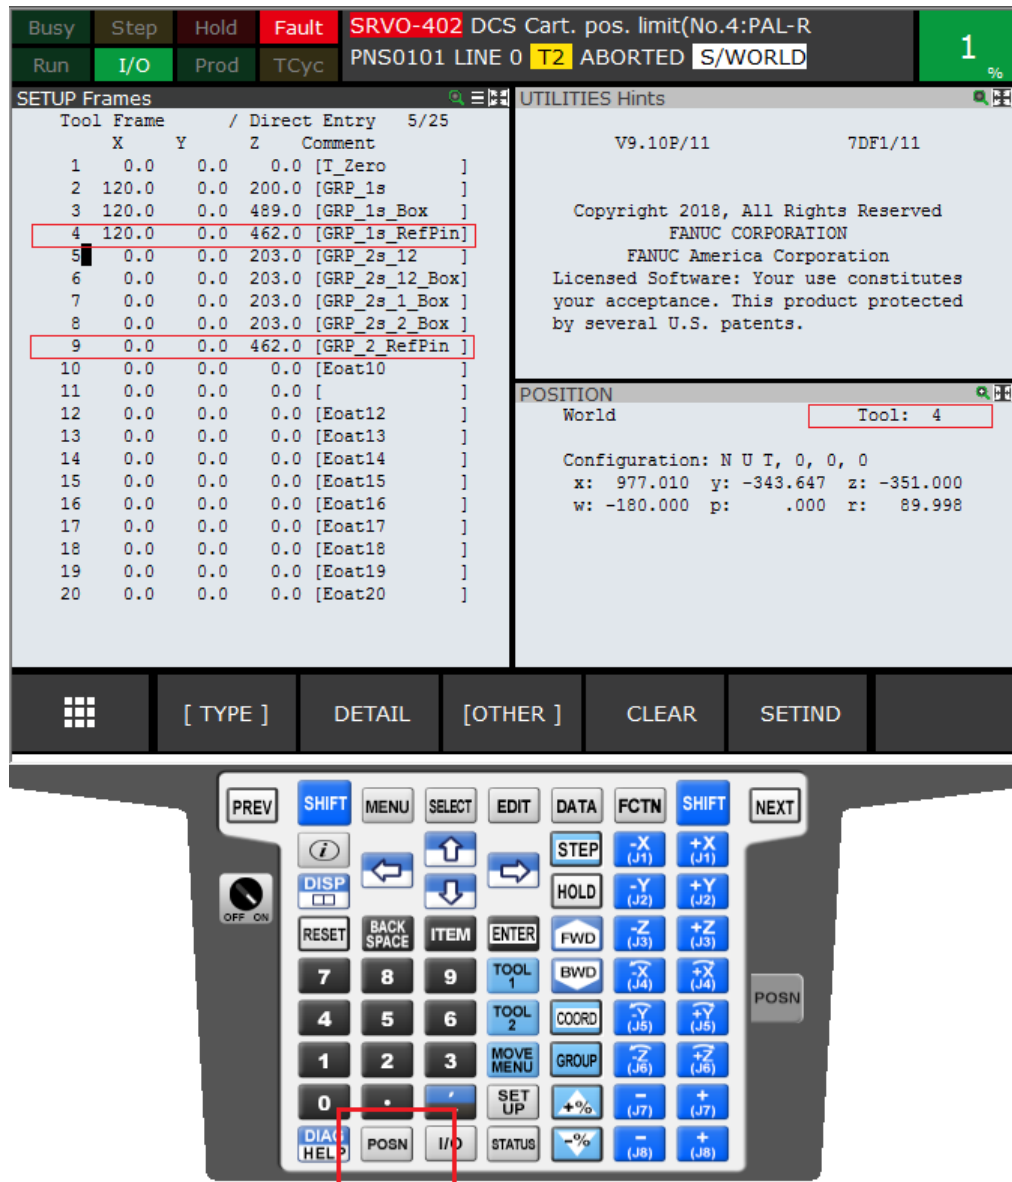 Busy Step Hold Fault SRVO-402 DCS Cart. pos. limit(No.4:PAL-R
Run I/O Prod TCyc PNS0101 LINE 0 T2 ABORTED S/WORLD
1 %
SETUP Frames
Tool Frame / Direct Entry 5/25
X Y Z Comment
1 0.0 0.0 0.0 [T_Zero ]
2 120.0 0.0 200.0 [GRP_1s ]
3 120.0 0.0 489.0 [GRP_1s_Box ]
4 120.0 0.0 462.0 [GRP_1s_RefPin]
5 0.0 0.0 203.0 [GRP_2s_12 ]
6 0.0 0.0 203.0 [GRP_2s_12_Box]
7 0.0 0.0 203.0 [GRP_2s_1_Box ]
8 0.0 0.0 203.0 [GRP_2s_2_Box ]
9 0.0 0.0 462.0 [GRP_2_RefPin ]
10 0.0 0.0 0.0 [Eoat10 ]
11 0.0 0.0 0.0 [ ]
12 0.0 0.0 0.0 [Eoat12 ]
13 0.0 0.0 0.0 [Eoat13 ]
14 0.0 0.0 0.0 [Eoat14 ]
15 0.0 0.0 0.0 [Eoat15 ]
16 0.0 0.0 0.0 [Eoat16 ]
17 0.0 0.0 0.0 [Eoat17 ]
18 0.0 0.0 0.0 [Eoat18 ]
19 0.0 0.0 0.0 [Eoat19 ]
20 0.0 0.0 0.0 [Eoat20 ]
UTILITIES Hints
V9.10P/11 7DF1/11
Copyright 2018, All Rights Reserved
FANUC CORPORATION
FANUC America Corporation
Licensed Software: Your use constitutes
your acceptance. This product protected
by several U.S. patents.
POSITION
World Tool: 4
Configuration: N U T, 0, 0, 0
x: 977.010 y: -343.647 z: -351.000
w: -180.000 p: .000 r: 89.998
[ TYPE ] DETAIL [OTHER ] CLEAR SETIND
PREV SHIFT MENU SELECT EDIT DATA FCTN SHIFT NEXT
i STEP -X (J1) +X (J1)
DISP HOLD -Y (J2) +Y (J2)
OFF ON
RESET BACK SPACE ITEM ENTER FWD -Z (J3) +Z (J3)
7 8 9 TOOL 1 BWD -X (J4) +X (J4)
POSN
4 5 6 TOOL 2 COORD -Y (J5) +Y (J5)
1 2 3 MOVE MENU GROUP -Z (J6) +Z (J6)
0 . , SET UP +% - (J7) + (J7)
DIAG HELP POSN I/O STATUS -% - (J8) + (J8)